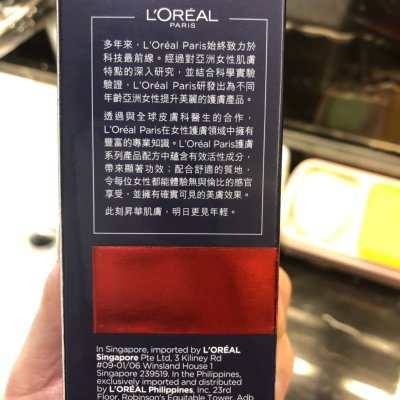 L'ORÉAL
PARIS
多年來，L'Oréal Paris始終致力於
科技最前線。經過對亞洲女性肌膚
特點的深入研究，並結合科學實驗
驗證，L'Oréal Paris研發出為不同
年齡亞洲女性提升美麗的護膚產品。
透過與全球皮膚科醫生的合作，
L'Oréal Paris在女性護膚領域中擁有
豐富的專業知識。L'Oréal Paris護膚
系列產品配方中蘊含有效活性成分，
帶來顯著功效；配合舒適的質地，
令每位女性都能體驗無與倫比的感官
享受，並擁有確實可見的美膚效果。
此刻昇華肌膚，明日更見年輕。
In Singapore, imported by L'ORÉAL
Singapore Pte Ltd, 3 Killney Rd
#09-01/06 Winsland House 1
Singapore 239519. In the Philippines,
exclusively imported and distributed
by L'ORÉAL Philippines, Inc. 23rd
Floor, Robinson's Equitable Tower, Adb